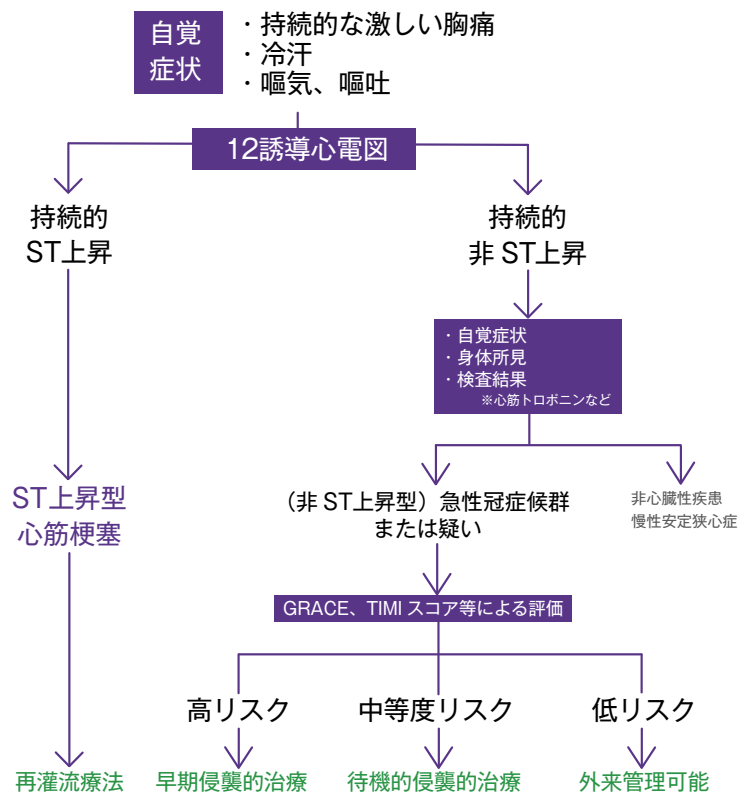 自覚
症状
・持続的な激しい胸痛
・冷汗
・嘔気、嘔吐
12誘導心電図
持続的
ST上昇
持続的
非 ST上昇
・自覚症状
・身体所見
・検査結果
※心筋トロボニンなど
ST上昇型
心筋梗塞
（非 ST上昇型）急性冠症候群
または疑い
非心臓性疾患
慢性安定狭心症
GRACE、TIMI スコア等による評価
高リスク
中等度リスク
低リスク
再灌流療法
早期侵襲的治療
待機的侵襲的治療
外来管理可能